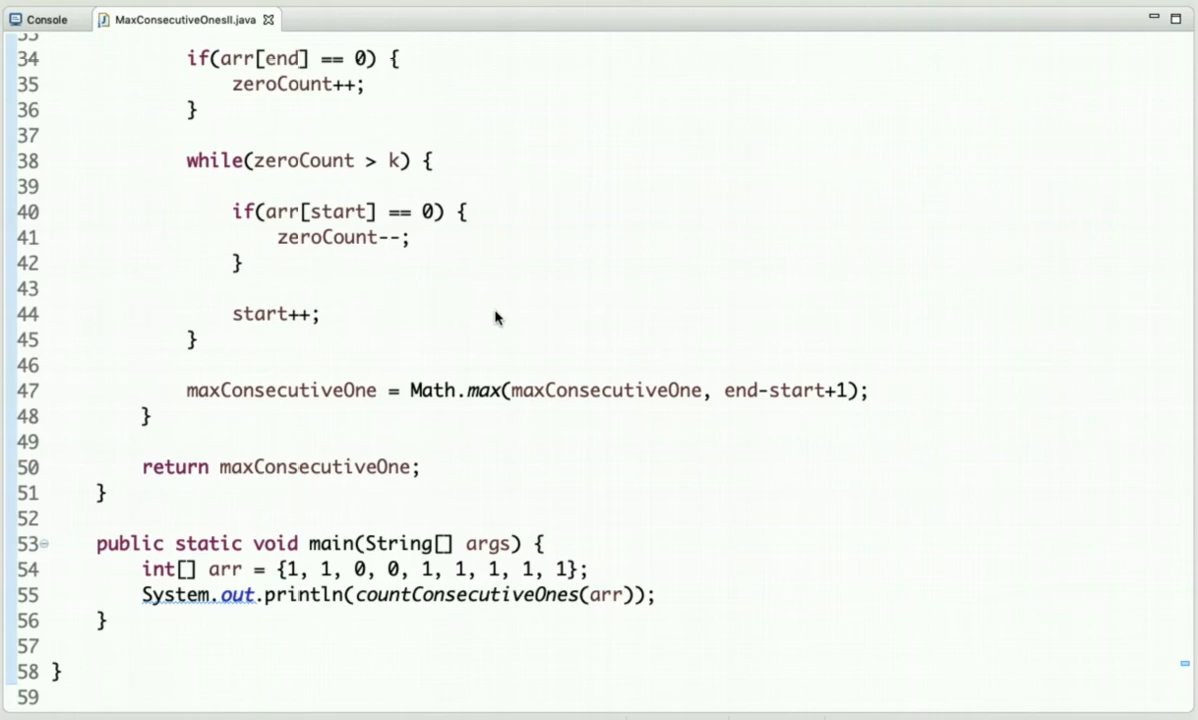 Console MaxConsecutiveOnesII.java
34 if(arr[end] == 0) {
35 zeroCount++;
36 }
37
38 while(zeroCount > k) {
39
40 if(arr[start] == 0) {
41 zeroCount--;
42 }
43
44 start++;
45 }
46
47 maxConsecutiveOne = Math.max(maxConsecutiveOne, end-start+1);
48 }
49
50 return maxConsecutiveOne;
51 }
52
53 public static void main(String[] args) {
54 int[] arr = {1, 1, 0, 0, 1, 1, 1, 1, 1};
55 System.out.println(countConsecutiveOnes(arr));
56 }
57
58 }
59